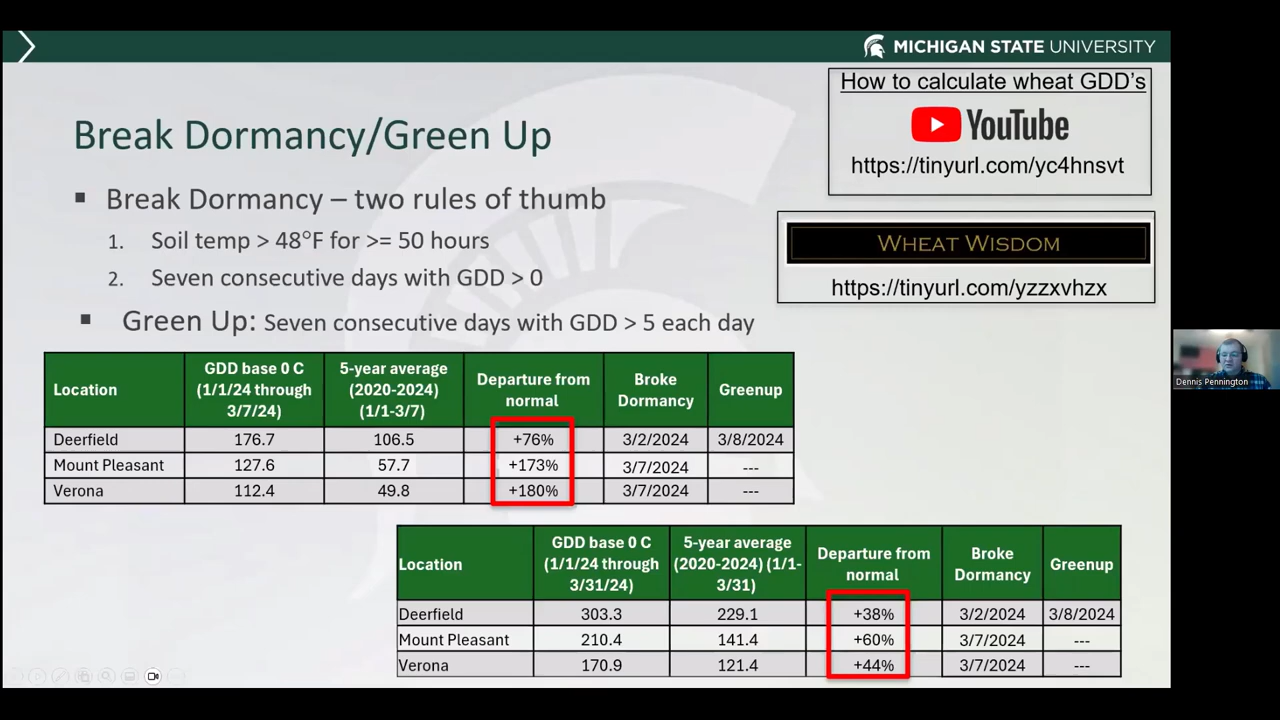 MICHIGAN STATE UNIVERSITY
How to calculate wheat GDD's
YouTube
https://tinyurl.com/yc4hnsvt
Break Dormancy/Green Up
▪ Break Dormancy – two rules of thumb
1. Soil temp > 48°F for >= 50 hours
2. Seven consecutive days with GDD > 0
WHEAT WISDOM
https://tinyurl.com/yzzxvhzx
▪ Green Up: Seven consecutive days with GDD > 5 each day
Location
GDD base 0 C
(1/1/24 through
3/7/24)
5-year average
(2020-2024)
(1/1-3/7)
Departure from
normal
Broke
Dormancy
Greenup
Deerfield 176.7 106.5 +76% 3/2/2024 3/8/2024
Mount Pleasant 127.6 57.7 +173% 3/7/2024 ---
Verona 112.4 49.8 +180% 3/7/2024 ---
Location
GDD base 0 C
(1/1/24 through
3/31/24)
5-year average
(2020-2024) (1/1-
3/31)
Departure from
normal
Broke
Dormancy
Greenup
Deerfield 303.3 229.1 +38% 3/2/2024 3/8/2024
Mount Pleasant 210.4 141.4 +60% 3/7/2024 ---
Verona 170.9 121.4 +44% 3/7/2024 ---
Dennis Pennington